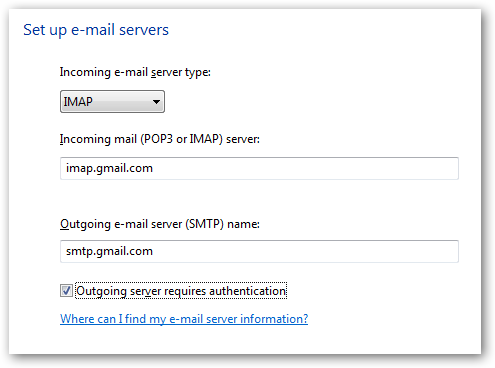 Set up e-mail servers
Incoming e-mail server type:
IMAP
Incoming mail (POP3 or IMAP) server:
imap.gmail.com
Outgoing e-mail server (SMTP) name:
smtp.gmail.com
Outgoing server requires authentication
Where can I find my e-mail server information?